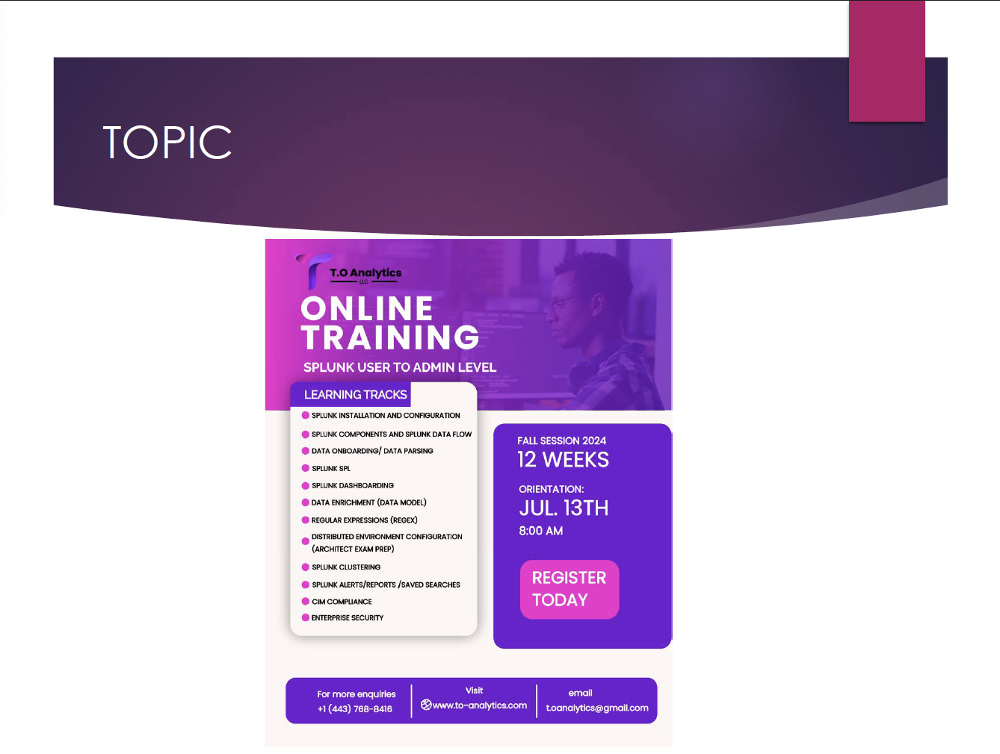 TOPIC
T.O Analytics
LLC
ONLINE
TRAINING
SPLUNK USER TO ADMIN LEVEL
LEARNING TRACKS
SPLUNK INSTALLATION AND CONFIGURATION
SPLUNK COMPONENTS AND SPLUNK DATA FLOW
DATA ONBOARDING/ DATA PARSING
SPLUNK SPL
SPLUNK DASHBOARDING
DATA ENRICHMENT (DATA MODEL)
REGULAR EXPRESSIONS (REGEX)
DISTRIBUTED ENVIRONMENT CONFIGURATION
(ARCHITECT EXAM PREP)
SPLUNK CLUSTERING
SPLUNK ALERTS/REPORTS /SAVED SEARCHES
CIM COMPLIANCE
ENTERPRISE SECURITY
FALL SESSION 2024
12 WEEKS
ORIENTATION:
JUL. 13TH
8:00 AM
REGISTER
TODAY
For more enquiries
+1 (443) 768-8416
Visit
www.to-analytics.com
email
t.oanalytics@gmail.com